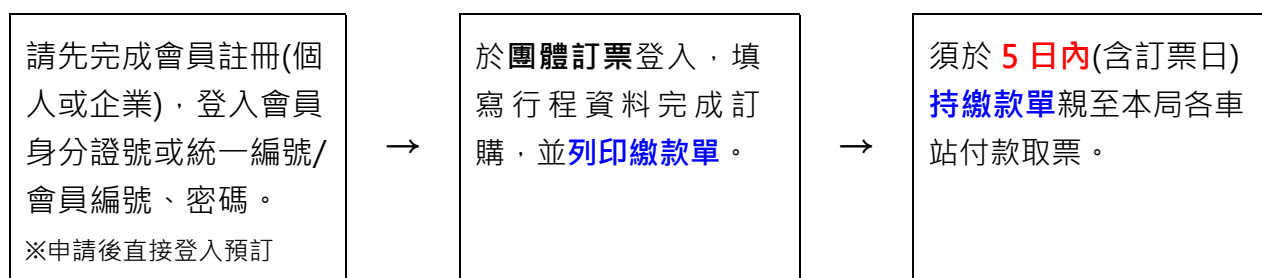 請先完成會員註冊(個
人或企業)，登入會員
身分證號或統一編號/
會員編號、密碼。
※申請後直接登入預訂
→
於團體訂票登入，填
寫行程資料完成訂
購，並列印繳款單。
→
須於 5 日內(含訂票日)
持繳款單親至本局各車
站付款取票。